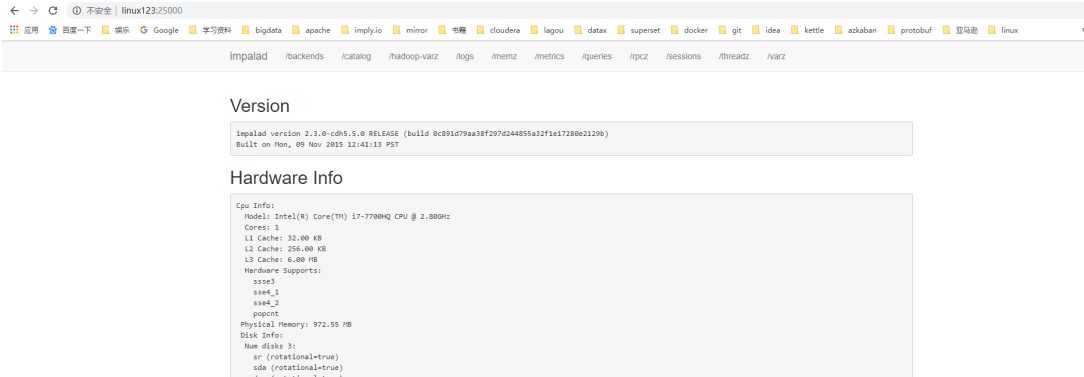 不安全 | linux123:25000
应用 百度一下 娱乐 Google 学习资料 bigdata apache imply.io mirror 书籍 cloudera lagou datax superset docker git idea kettle azkaban protobuf 亚马逊 linux
impalad /backends /catalog /hadoop-varz /logs /memz /metrics /queries /rpcz /sessions /threadz /varz
Version
impalad version 2.3.0-cdh5.5.0 RELEASE (build 0c891d79aa38f297d244855a32f1e17280e2129b)
Built on Mon, 09 Nov 2015 12:41:13 PST
Hardware Info
Cpu Info:
Model: Intel(R) Core(TM) i7-7700HQ CPU @ 2.80GHz
Cores: 1
L1 Cache: 32.00 KB
L2 Cache: 256.00 KB
L3 Cache: 6.00 MB
Hardware Supports:
ssse3
sse4_1
sse4_2
popcnt
Physical Memory: 972.55 MB
Disk Info:
Num disks 3:
sr (rotational=true)
sda (rotational=true)